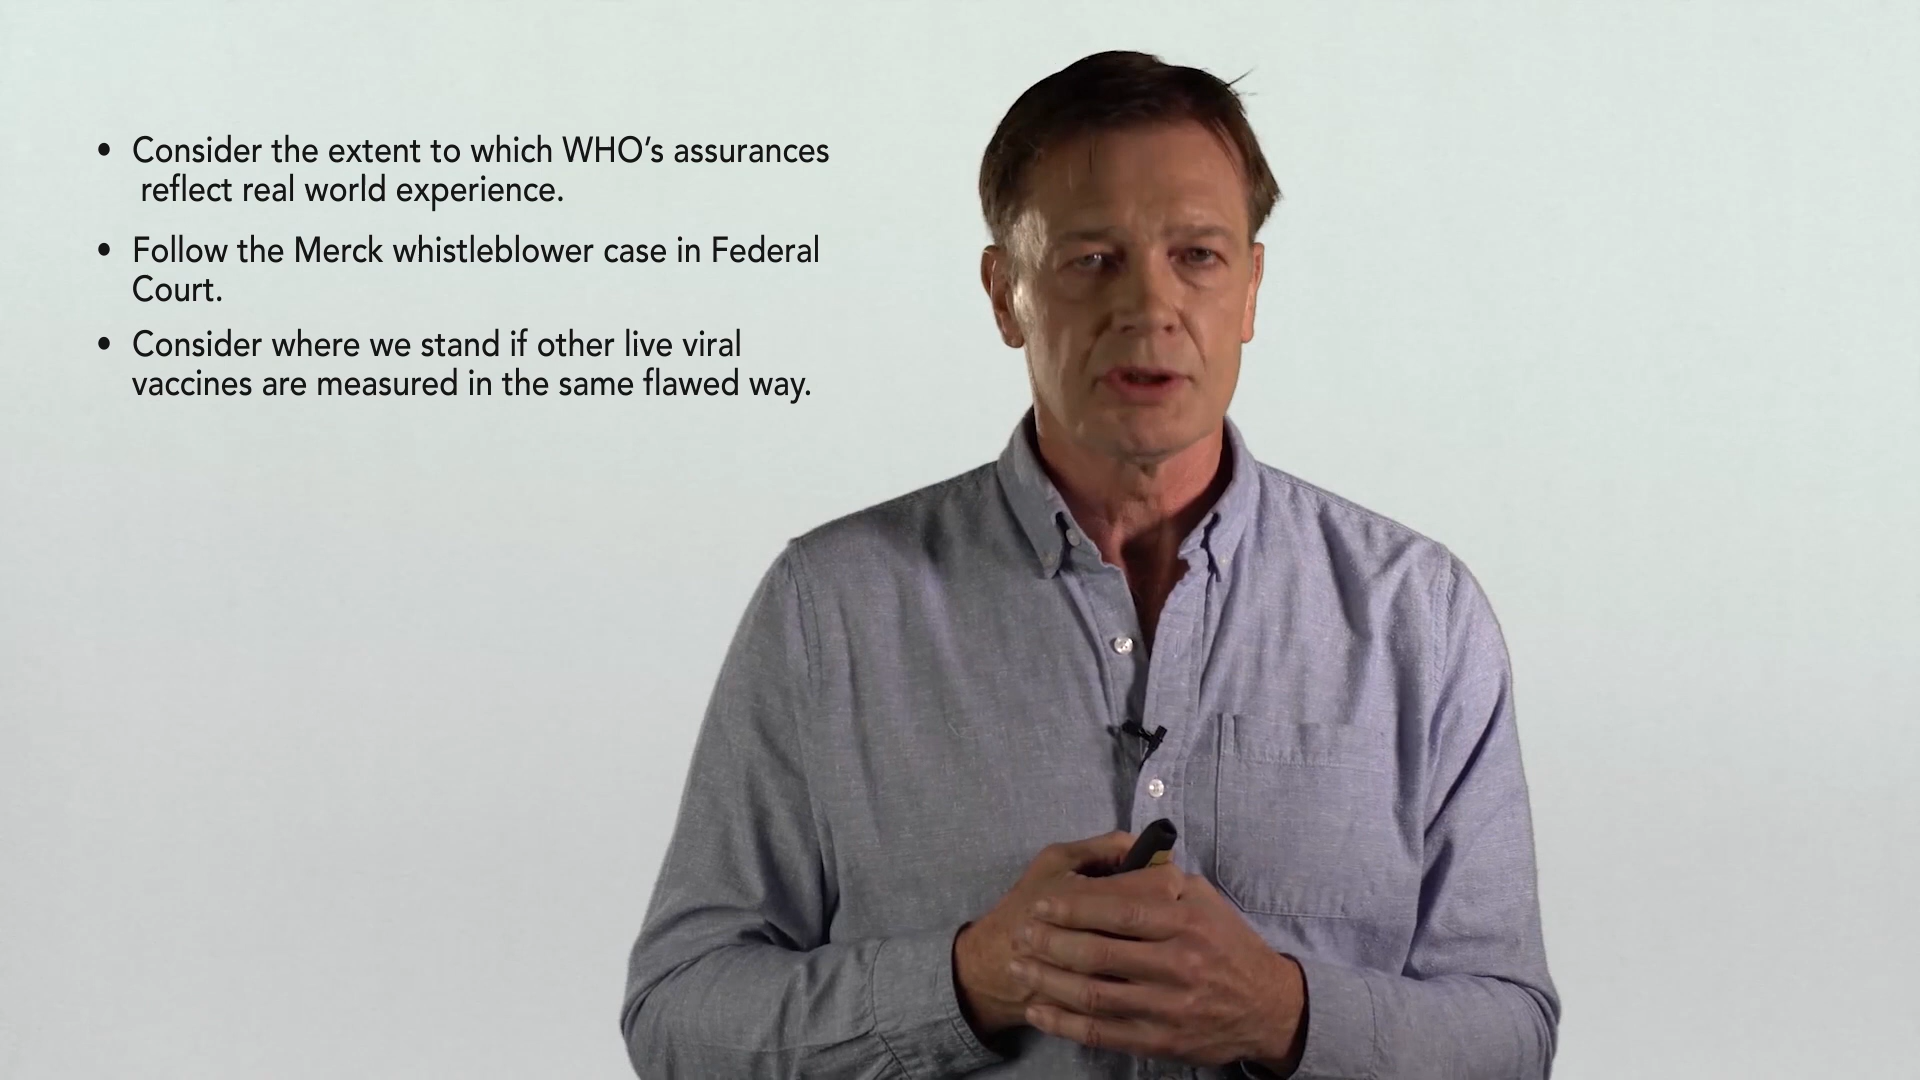 • Consider the extent to which WHO’s assurances
reflect real world experience.
• Follow the Merck whistleblower case in Federal
Court.
• Consider where we stand if other live viral
vaccines are measured in the same flawed way.